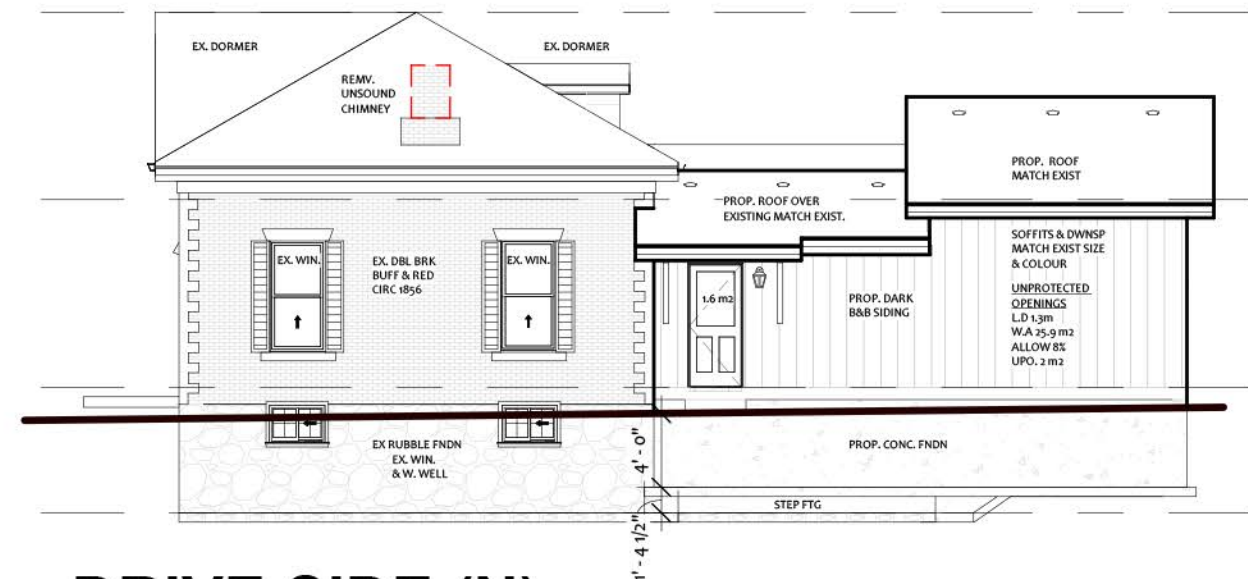 EX. DORMER
EX. DORMER
REMV.
UNSOUND
CHIMNEY
PROP. ROOF
MATCH EXIST
PROP. ROOF OVER
EXISTING MATCH EXIST.
SOFFITS & DWNSP
MATCH EXIST SIZE
& COLOUR
UNPROTECTED
OPENINGS
L.D 1.3m
W.A 25.9 m2
ALLOW 8%
UPO. 2 m2
EX. WIN.
EX. DBL BRK
BUFF & RED
CIRC 1856
EX. WIN.
1.6 m2
PROP. DARK
B&B SIDING
EX RUBBLE FNDN
EX. WIN.
& W. WELL
4' - 0"
PROP. CONC. FNDN
STEP FTG
1' - 4 1/2"
DRIVE SIDE (N)